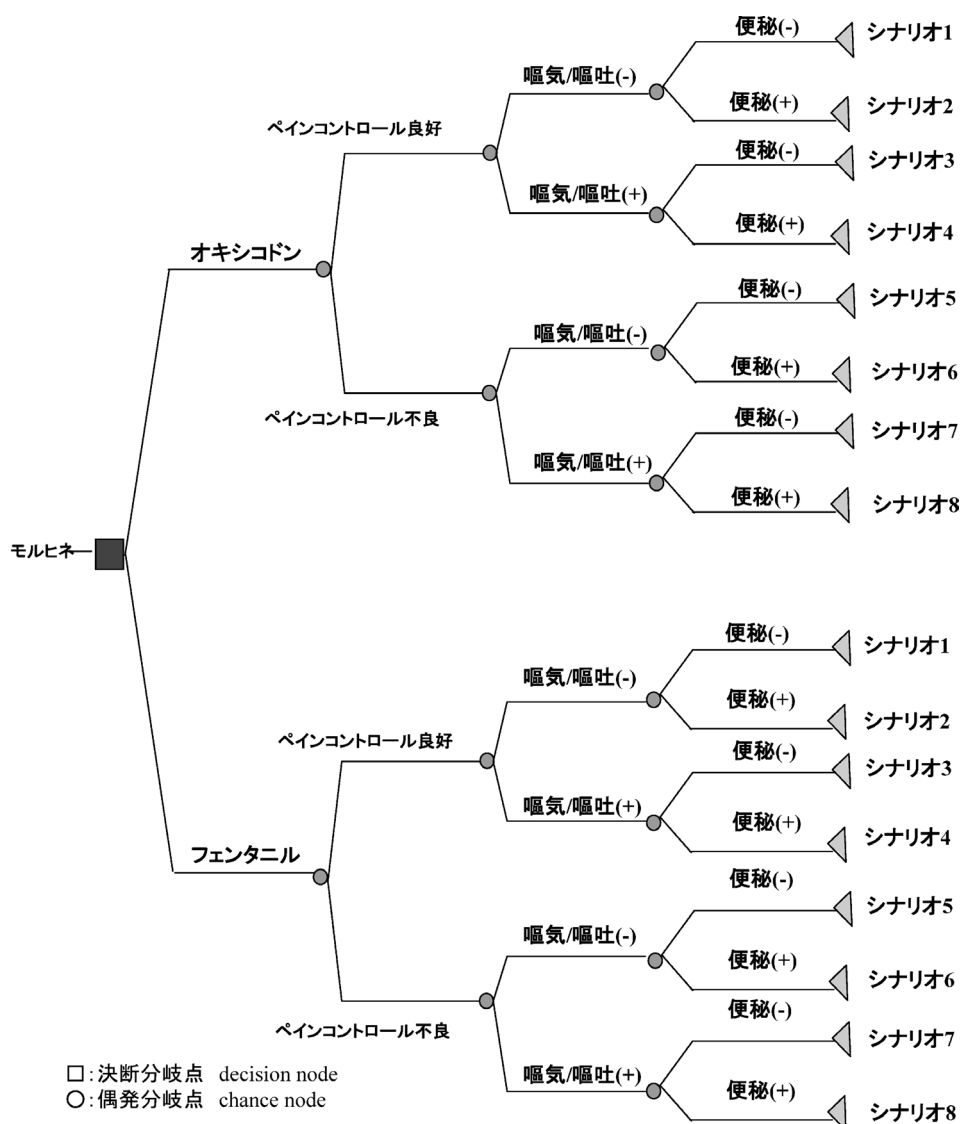 便秘(-)
シナリオ1
嘔気/嘔吐(-)
便秘(+)
シナリオ2
ペインコントロール良好
便秘(-)
シナリオ3
嘔気/嘔吐(+)
便秘(+)
シナリオ4
オキシコドン
便秘(-)
シナリオ5
嘔気/嘔吐(-)
便秘(+)
シナリオ6
ペインコントロール不良
便秘(-)
シナリオ7
嘔気/嘔吐(+)
便秘(+)
シナリオ8
モルヒネ
便秘(-)
シナリオ1
嘔気/嘔吐(-)
便秘(+)
シナリオ2
ペインコントロール良好
便秘(-)
シナリオ3
嘔気/嘔吐(+)
便秘(+)
シナリオ4
フェンタニル
便秘(-)
シナリオ5
嘔気/嘔吐(-)
便秘(+)
シナリオ6
ペインコントロール不良
便秘(-)
シナリオ7
嘔気/嘔吐(+)
便秘(+)
シナリオ8
□:決断分岐点 decision node
○:偶発分岐点 chance node